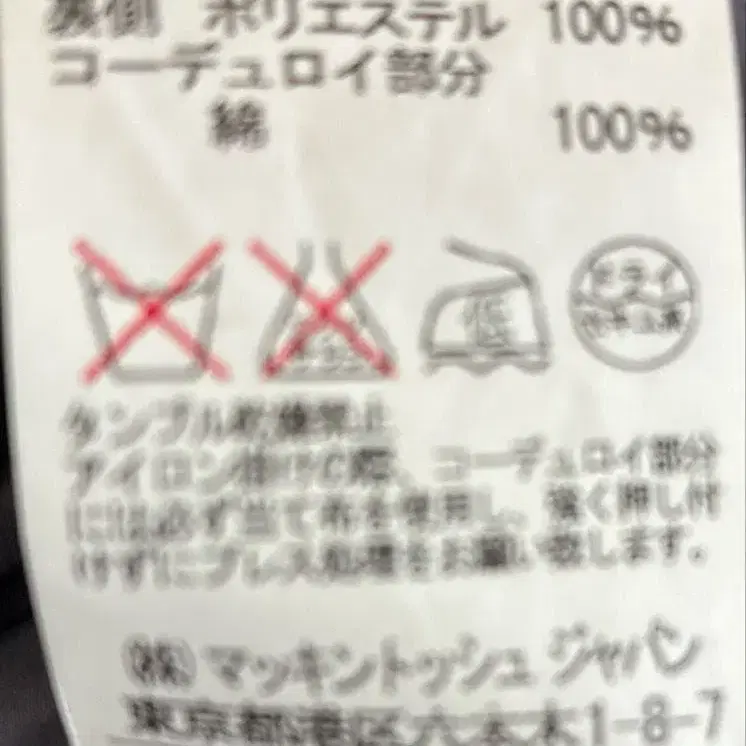 裏側 ポリエステル 100%
コーデュロイ部分
綿 100%
低
ドライ
石油系
タンブル乾燥禁止
アイロン掛けの際、コーデュロイ部分
には必ず当て布を使用し、強く押し付
けずにプレス処理をお願い致します。
(株)マッキントッシュ ジャパン
東京都港区六本木1-8-7